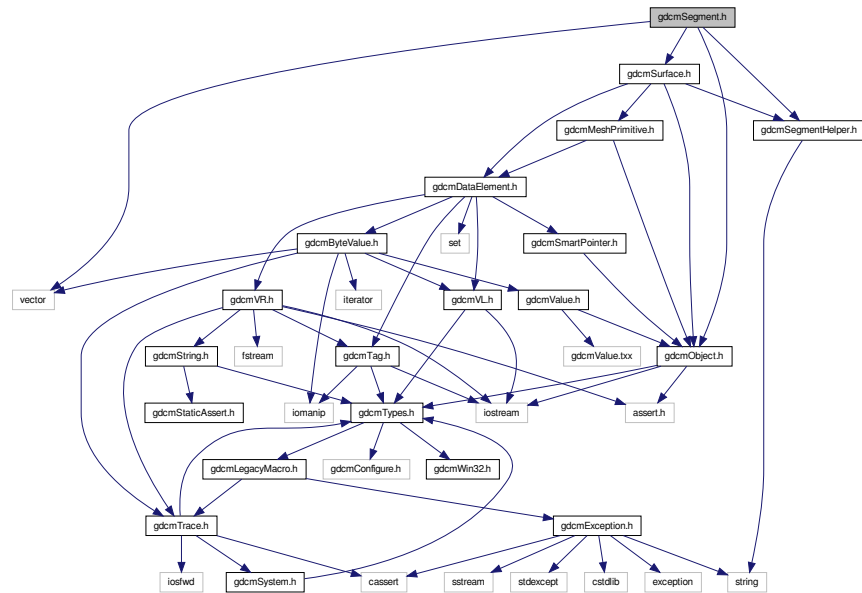 gdcmSegment.h
gdcmSurface.h
gdcmMeshPrimitive.h
gdcmSegmentHelper.h
gdcmDataElement.h
gdcmByteValue.h
set
gdcmSmartPointer.h
vector
gdcmVR.h
iterator
gdcmVL.h
gdcmValue.h
gdcmString.h
fstream
gdcmTag.h
gdcmValue.txx
gdcmObject.h
gdcmStaticAssert.h
iomanip
gdcmTypes.h
iostream
assert.h
gdcmLegacyMacro.h
gdcmConfigure.h
gdcmWin32.h
gdcmTrace.h
gdcmException.h
iosfwd
gdcmSystem.h
cassert
sstream
stdexcept
cstdlib
exception
string